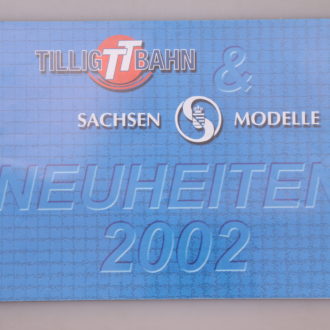 TILLIG TT BAHN
&
SACHSEN MODELLE
NEUHEITEN
2002